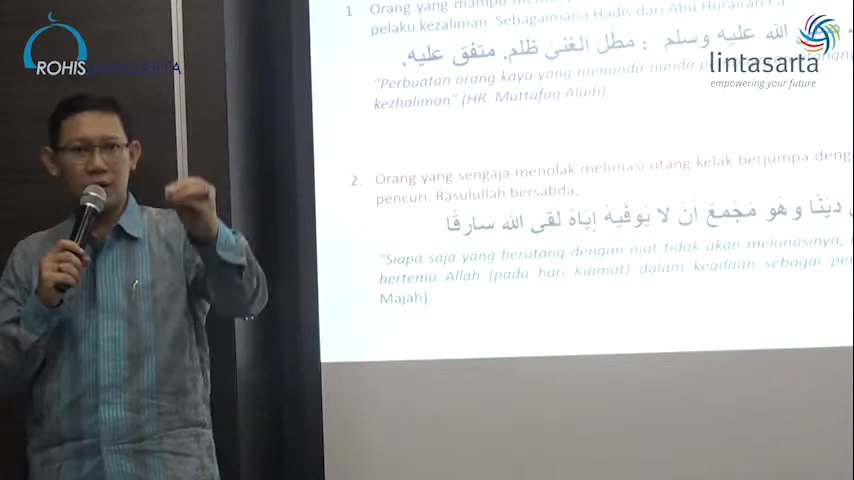 ROHIS LINTASARTA
lintasarta
empowering your future
1. Orang yang mampu
pelaku kezaliman. Sebagaimana Hadis dari Abu Hurairah ra
الله عليه وسلم : مطل الغني ظلم. متفق عليه.
"Perbuatan orang kaya yang menunda nunda
kezhaliman" (HR. Muttafaq Alaih)
2. Orang yang sengaja menolak melunasi utang kelak berjumpa
pencuri. Rasulullah bersabda,
دينا وهو مجمع أن لا يوفيه إياه لقى الله سارقا
"Siapa saja yang berutang dengan niat tidak akan melunasinya,
bertemu Allah (pada hari Kiamat) dalam keadaan sebagai
Majah).